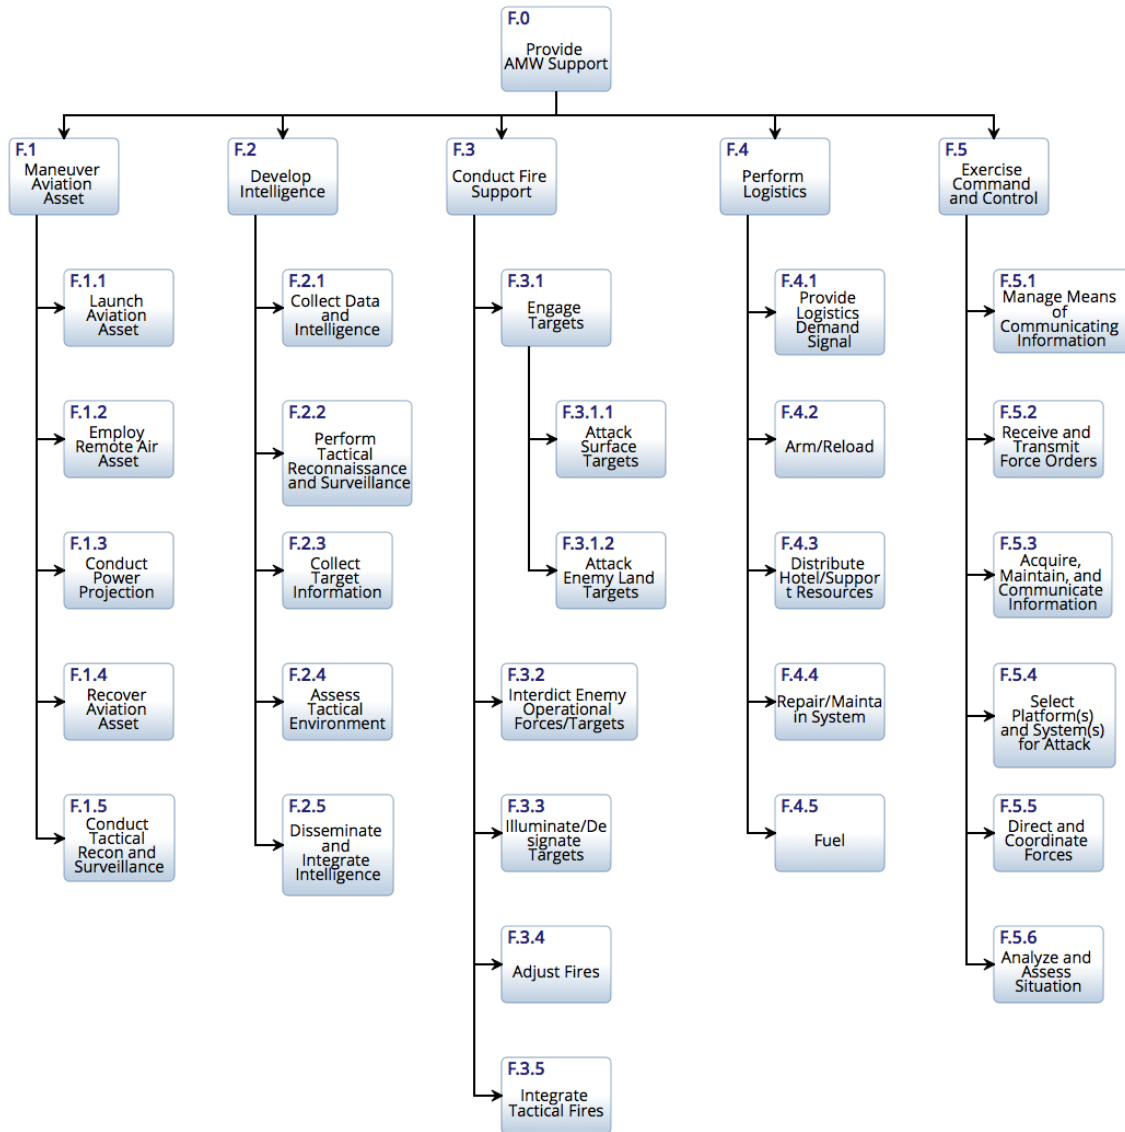 F.0
Provide
AMW Support
F.1
Maneuver
Aviation
Asset
F.2
Develop
Intelligence
F.3
Conduct Fire
Support
F.4
Perform
Logistics
F.5
Exercise
Command
and Control
F.1.1
Launch
Aviation
Asset
F.1.2
Employ
Remote Air
Asset
F.1.3
Conduct
Power
Projection
F.1.4
Recover
Aviation
Asset
F.1.5
Conduct
Tactical
Recon and
Surveillance
F.2.1
Collect Data
and
Intelligence
F.2.2
Perform
Tactical
Reconnaissance
and Surveillance
F.2.3
Collect
Target
Information
F.2.4
Assess
Tactical
Environment
F.2.5
Disseminate
and
Integrate
Intelligence
F.3.1
Engage
Targets
F.3.1.1
Attack
Surface
Targets
F.3.1.2
Attack
Enemy Land
Targets
F.3.2
Interdict Enemy
Operational
Forces/Targets
F.3.3
Illuminate/De
signate
Targets
F.3.4
Adjust Fires
F.3.5
Integrate
Tactical Fires
F.4.1
Provide
Logistics
Demand
Signal
F.4.2
Arm/Reload
F.4.3
Distribute
Hotel/Suppor
t Resources
F.4.4
Repair/Mainta
in System
F.4.5
Fuel
F.5.1
Manage Means
of
Communicating
Information
F.5.2
Receive and
Transmit
Force Orders
F.5.3
Acquire,
Maintain, and
Communicate
Information
F.5.4
Select
Platform(s)
and System(s)
for Attack
F.5.5
Direct and
Coordinate
Forces
F.5.6
Analyze and
Assess
Situation